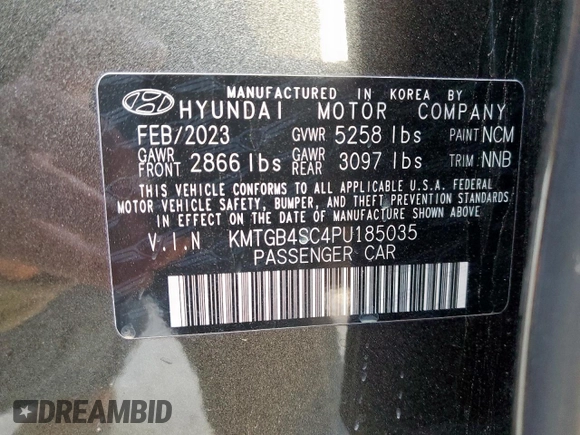 MANUFACTURED IN KOREA BY
HYUNDAI MOTOR COMPANY
FEB/2023 GVWR 5258 lbs PAINT NCM
GAWR FRONT 2866 lbs GAWR REAR 3097 lbs TRIM: NNB
THIS VEHICLE CONFORMS TO ALL APPLICABLE U.S.A. FEDERAL
MOTOR VEHICLE SAFETY, BUMPER, AND THEFT PREVENTION STANDARDS
IN EFFECT ON THE DATE OF MANUFACTURE SHOWN ABOVE.
V.I.N KMTGB4SC4PU185035
PASSENGER CAR
DREAMBID